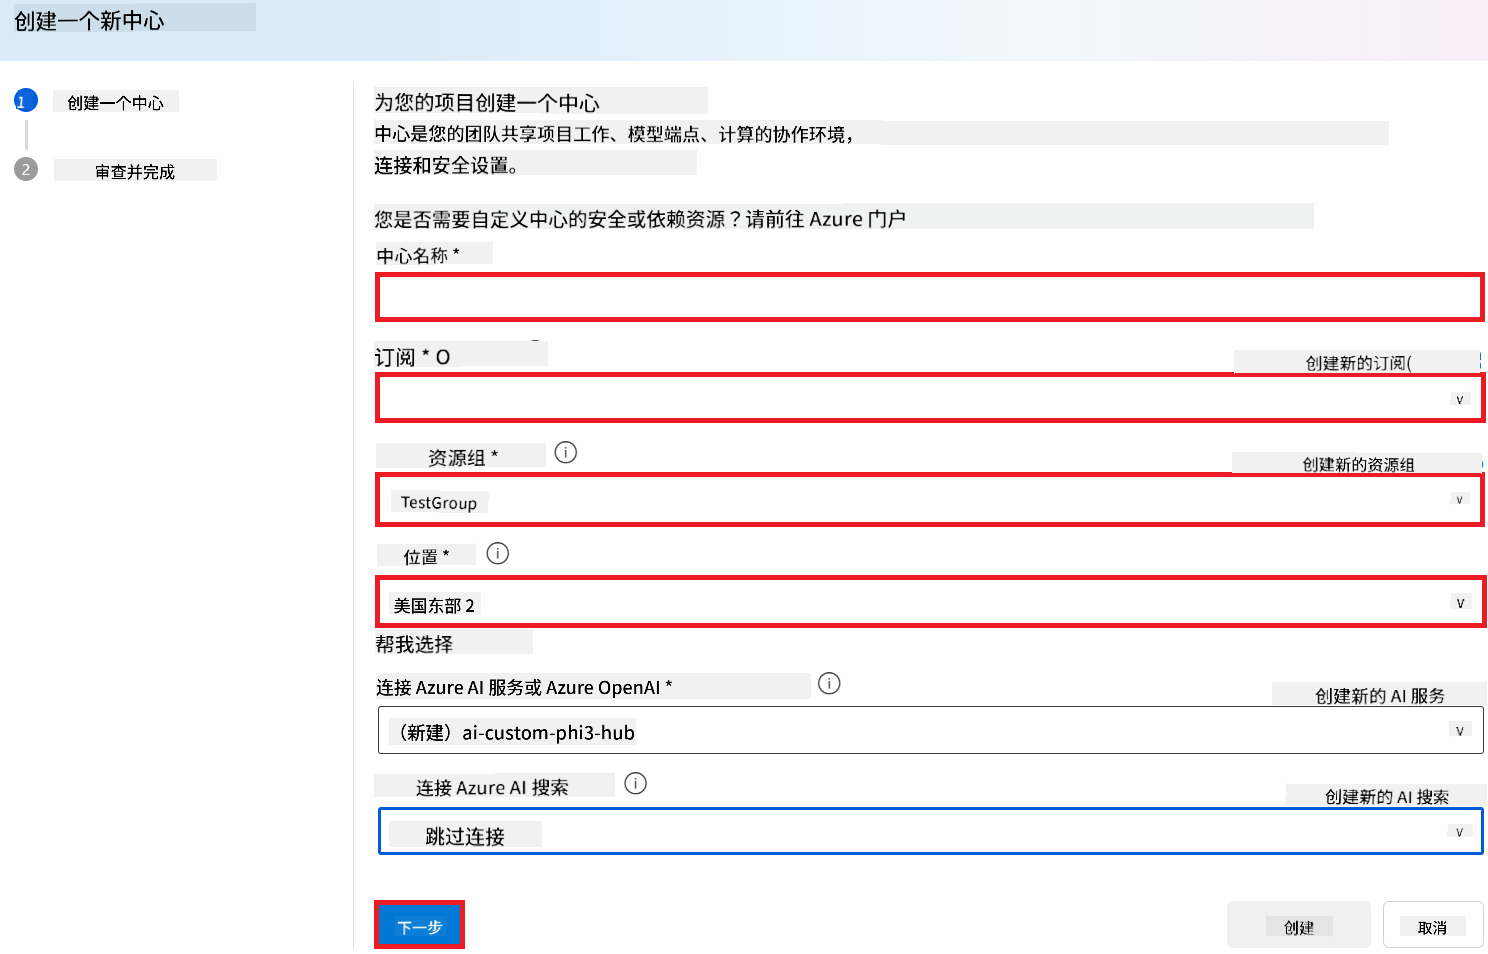 创建一个新中心
1
创建一个中心
2
审查并完成
为您的项目创建一个中心
中心是您的团队共享项目工作、模型端点、计算的协作环境，
连接和安全设置。
您是否需要自定义中心的安全或依赖资源？请前往 Azure 门户
中心名称 *
订阅 * O
创建新的订阅(
v
资源组 *
创建新的资源组
TestGroup
v
位置 *
美国东部 2
v
帮我选择
连接 Azure AI 服务或 Azure OpenAI *
创建新的 AI 服务
（新建）ai-custom-phi3-hub
v
连接 Azure AI 搜索
创建新的 AI 搜索
跳过连接
v
下一步
创建
取消